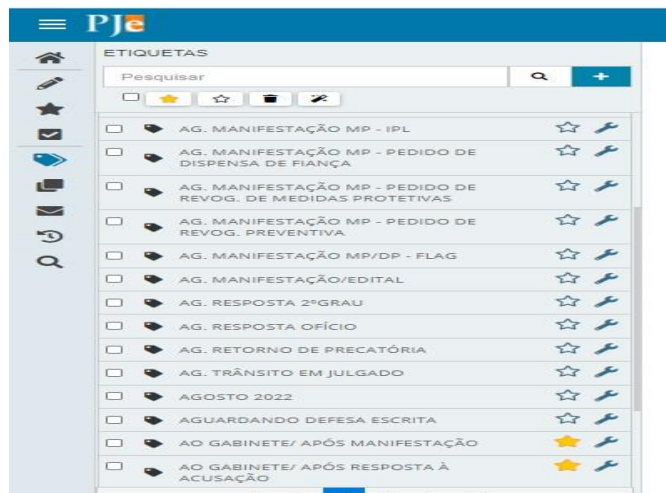 PJe
ETIQUETAS
Pesquisar
AG. MANIFESTAÇÃO MP - IPL
AG. MANIFESTAÇÃO MP - PEDIDO DE
DISPENSA DE FIANÇA
AG. MANIFESTAÇÃO MP - PEDIDO DE
REVOG. DE MEDIDAS PROTETIVAS
AG. MANIFESTAÇÃO MP - PEDIDO DE
REVOG. PREVENTIVA
AG. MANIFESTAÇÃO MP/DP - FLAG
AG. MANIFESTAÇÃO/EDITAL
AG. RESPOSTA 2ºGRAU
AG. RESPOSTA OFÍCIO
AG. RETORNO DE PRECATÓRIA
AG. TRÂNSITO EM JULGADO
AGOSTO 2022
AGUARDANDO DEFESA ESCRITA
AO GABINETE/ APÓS MANIFESTAÇÃO
AO GABINETE/ APÓS RESPOSTA À
ACUSAÇÃO